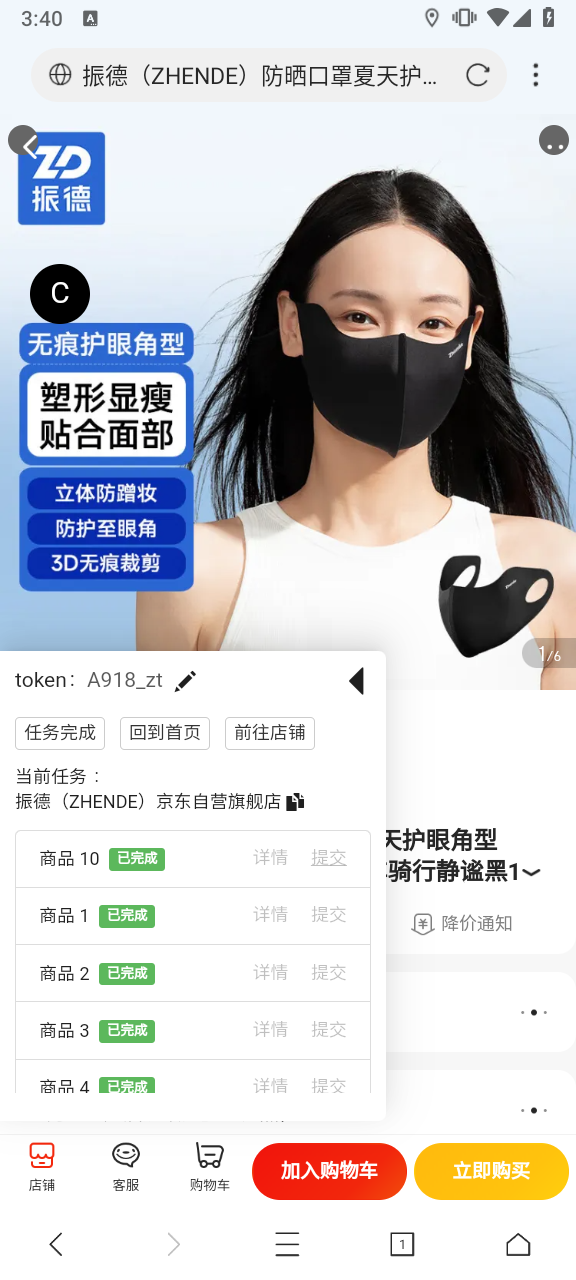 3:40
A
振德（ZHENDE）防晒口罩夏天护...
ZD
振德
C
无痕护眼角型
塑形显瘦
贴合面部
立体防蹭妆
防护至眼角
3D无痕裁剪
Zhende
Zhende
1/6
token： A918_zt
任务完成 回到首页 前往店铺
当前任务：
振德（ZHENDE）京东自营旗舰店
天护眼角型
骑行静谧黑1
降价通知
商品 10 已完成 详情 提交
商品 1 已完成 详情 提交
商品 2 已完成 详情 提交
商品 3 已完成 详情 提交
商品 4 已完成 详情 提交
店铺 客服 购物车 加入购物车 立即购买
1